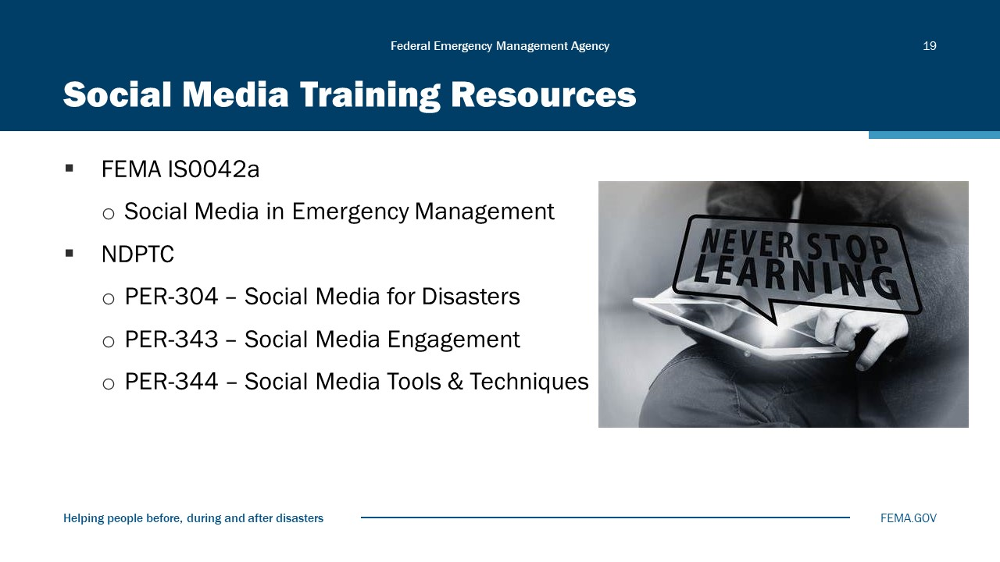 Federal Emergency Management Agency
19
Social Media Training Resources
▪ FEMA IS0042a
o Social Media in Emergency Management
▪ NDPTC
o PER-304 – Social Media for Disasters
o PER-343 – Social Media Engagement
o PER-344 – Social Media Tools & Techniques
NEVER STOP
LEARNING
Helping people before, during and after disasters
FEMA.GOV